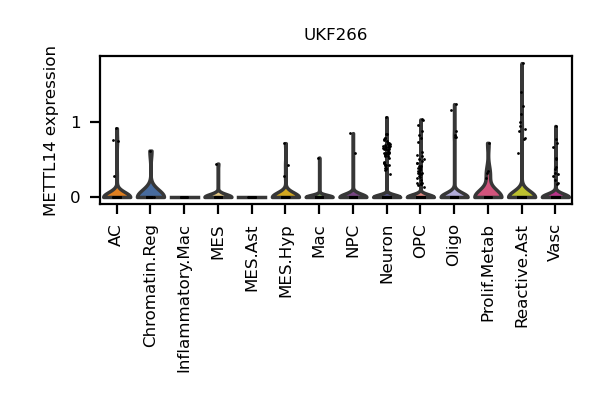 UKF266
METTL14 expression
1
0
AC
Chromatin.Reg
Inflammatory.Mac
MES
MES.Ast
MES.Hyp
Mac
NPC
Neuron
OPC
Oligo
Prolif.Metab
Reactive.Ast
Vasc